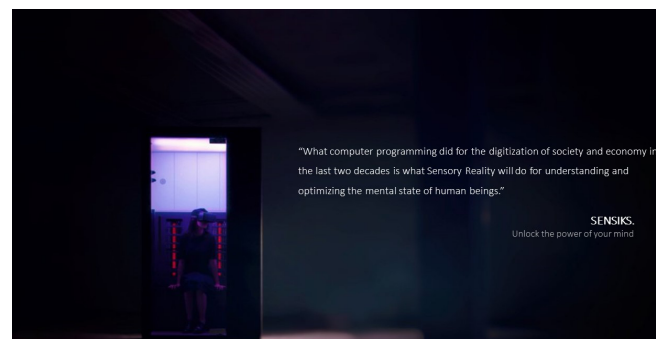 “What computer programming did for the digitization of society and economy in
the last two decades is what Sensory Reality will do for understanding and
optimizing the mental state of human beings.”
SENSIKS.
Unlock the power of your mind